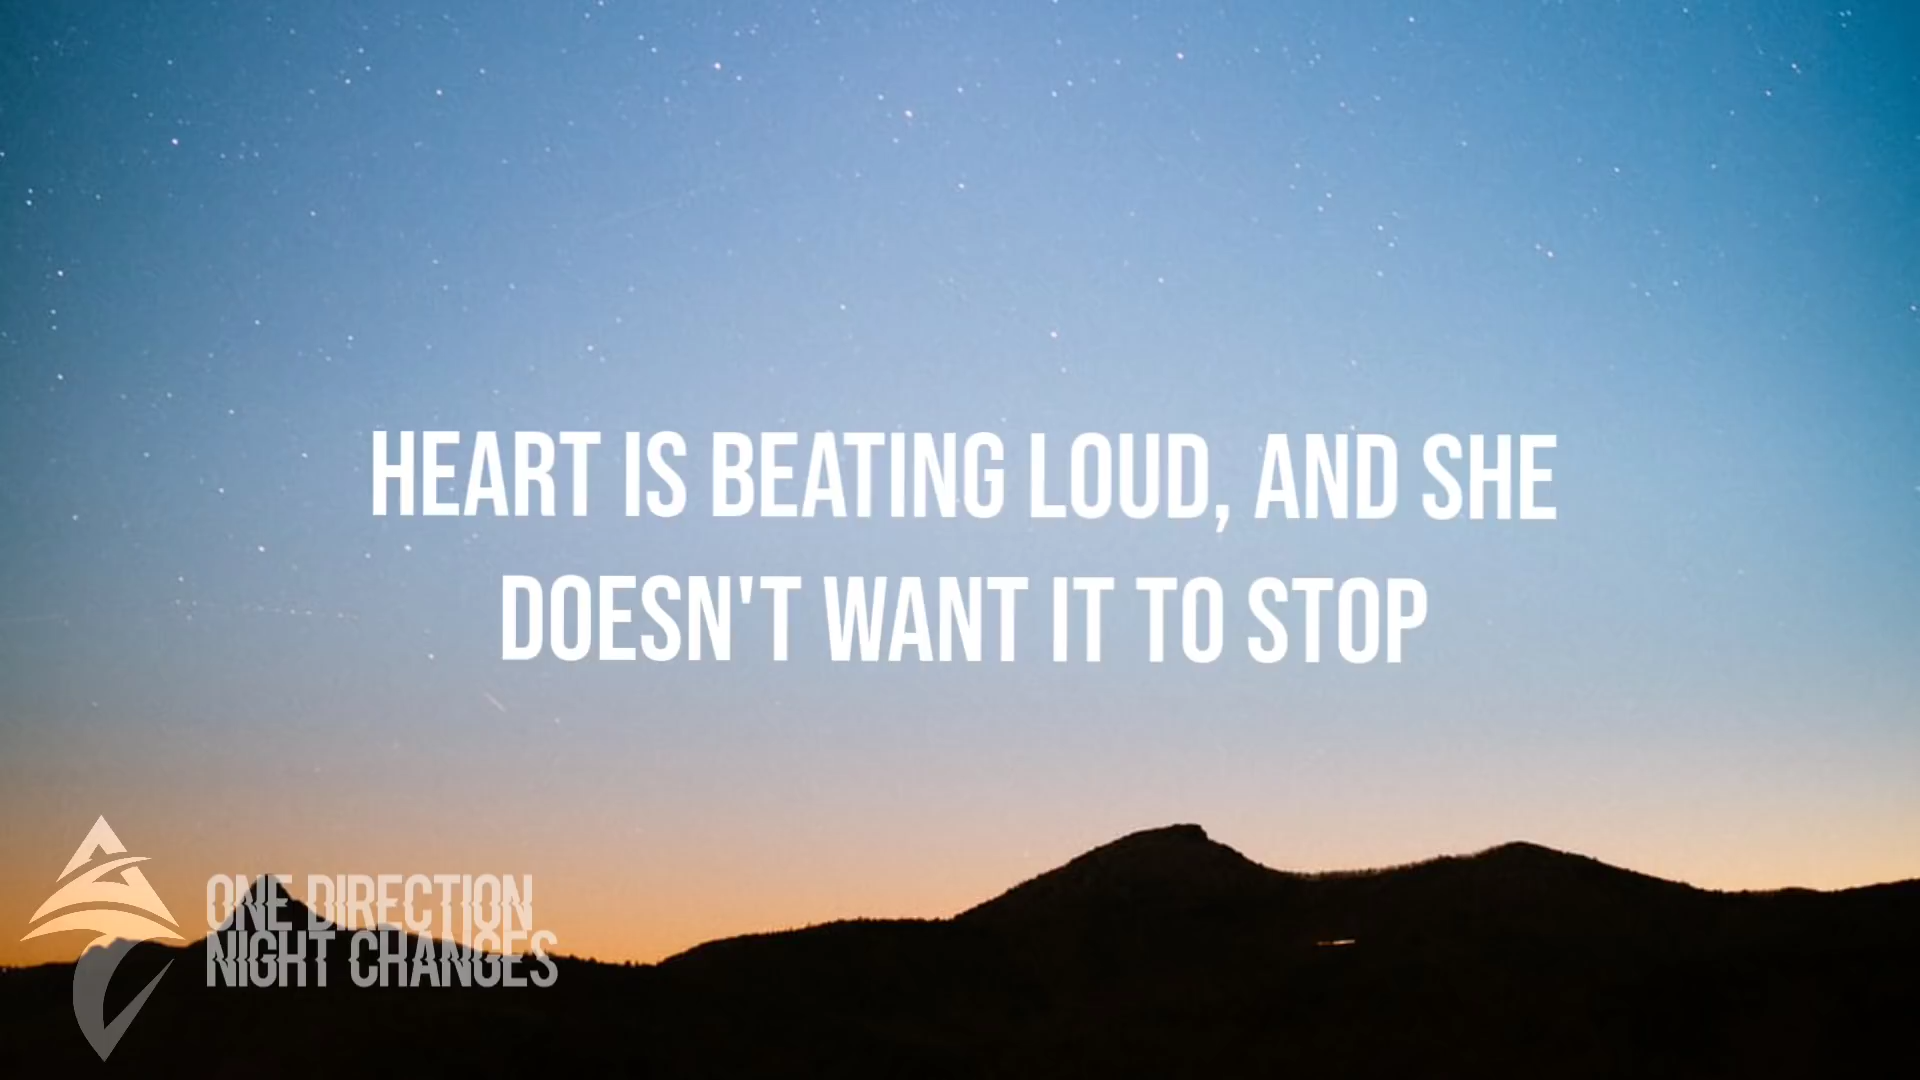 HEART IS BEATING LOUD, AND SHE
DOESN'T WANT IT TO STOP
ONE DIRECTION
NIGHT CHANGES